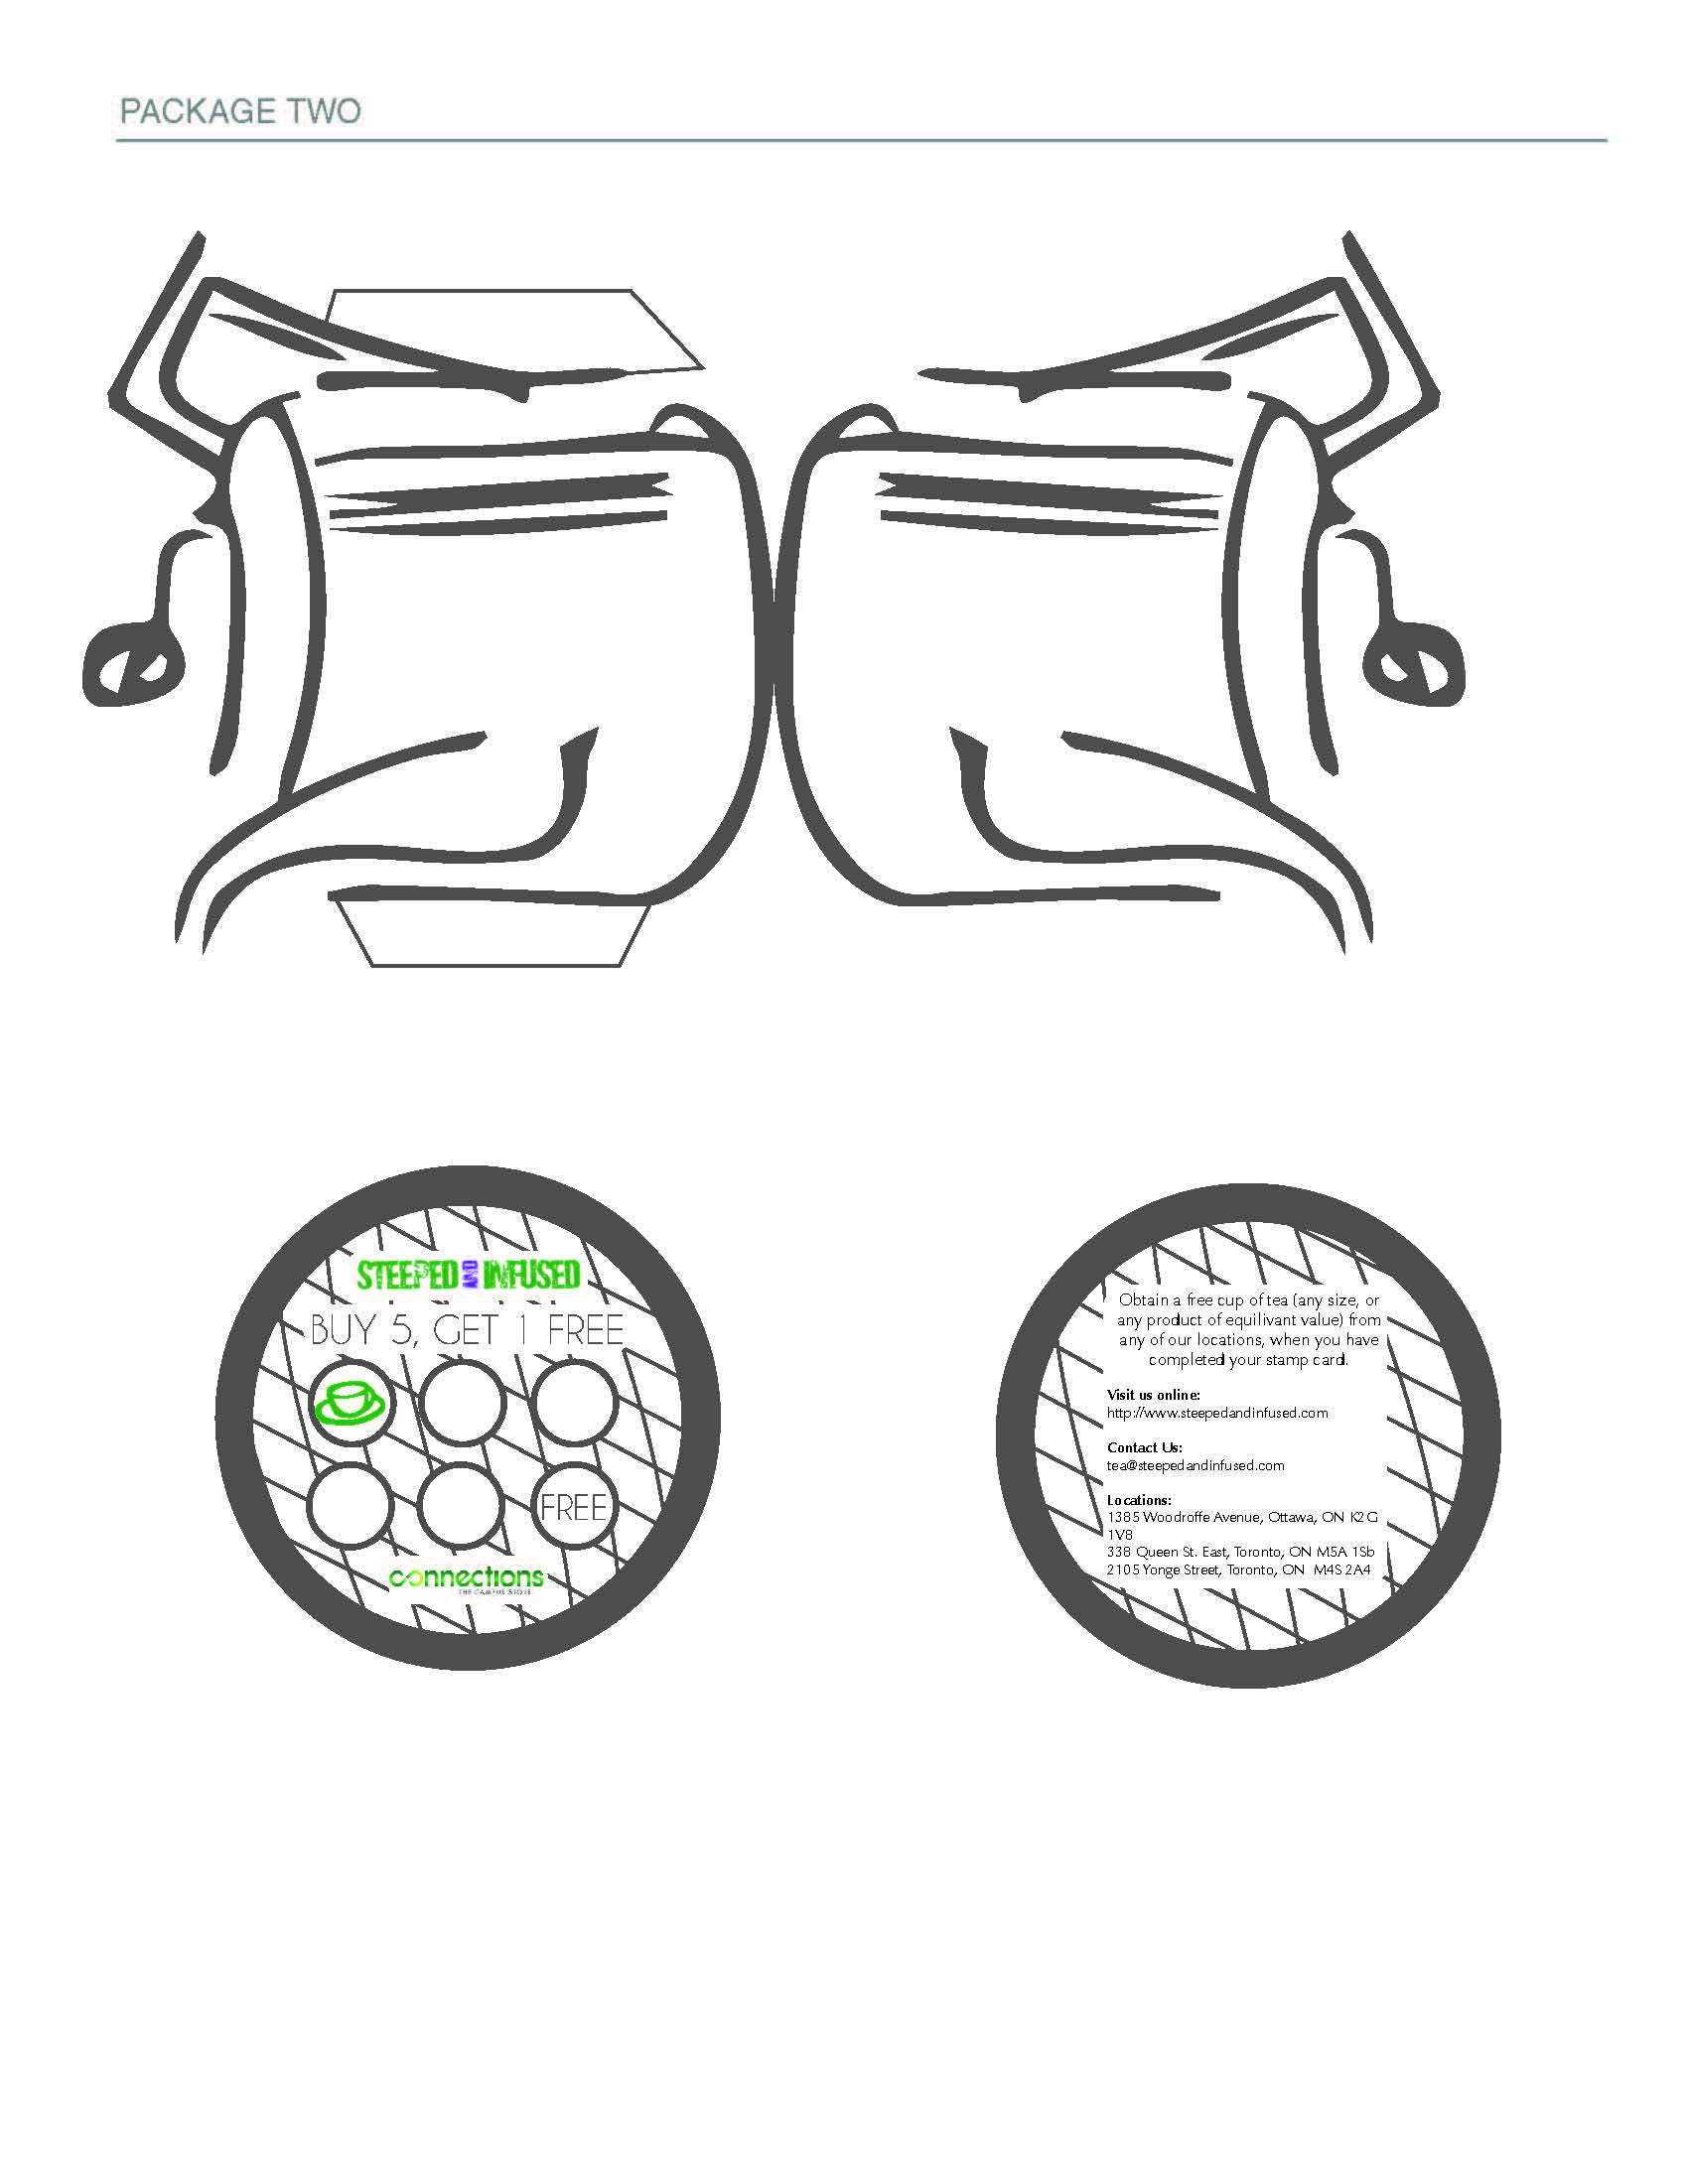 PACKAGE TWO
STEEPED AND INFUSED
BUY 5, GET 1 FREE
FREE
connections
THE CAMPUS STORE
Obtain a free cup of tea (any size, or
any product of equilivant value) from
any of our locations, when you have
completed your stamp card.
Visit us online:
http://www.steepedandinfused.com
Contact Us:
tea@steepedandinfused.com
Locations:
1385 Woodroffe Avenue, Ottawa, ON K2G
1V8
338 Queen St. East, Toronto, ON M5A 1Sb
2105 Yonge Street, Toronto, ON M4S 2A4